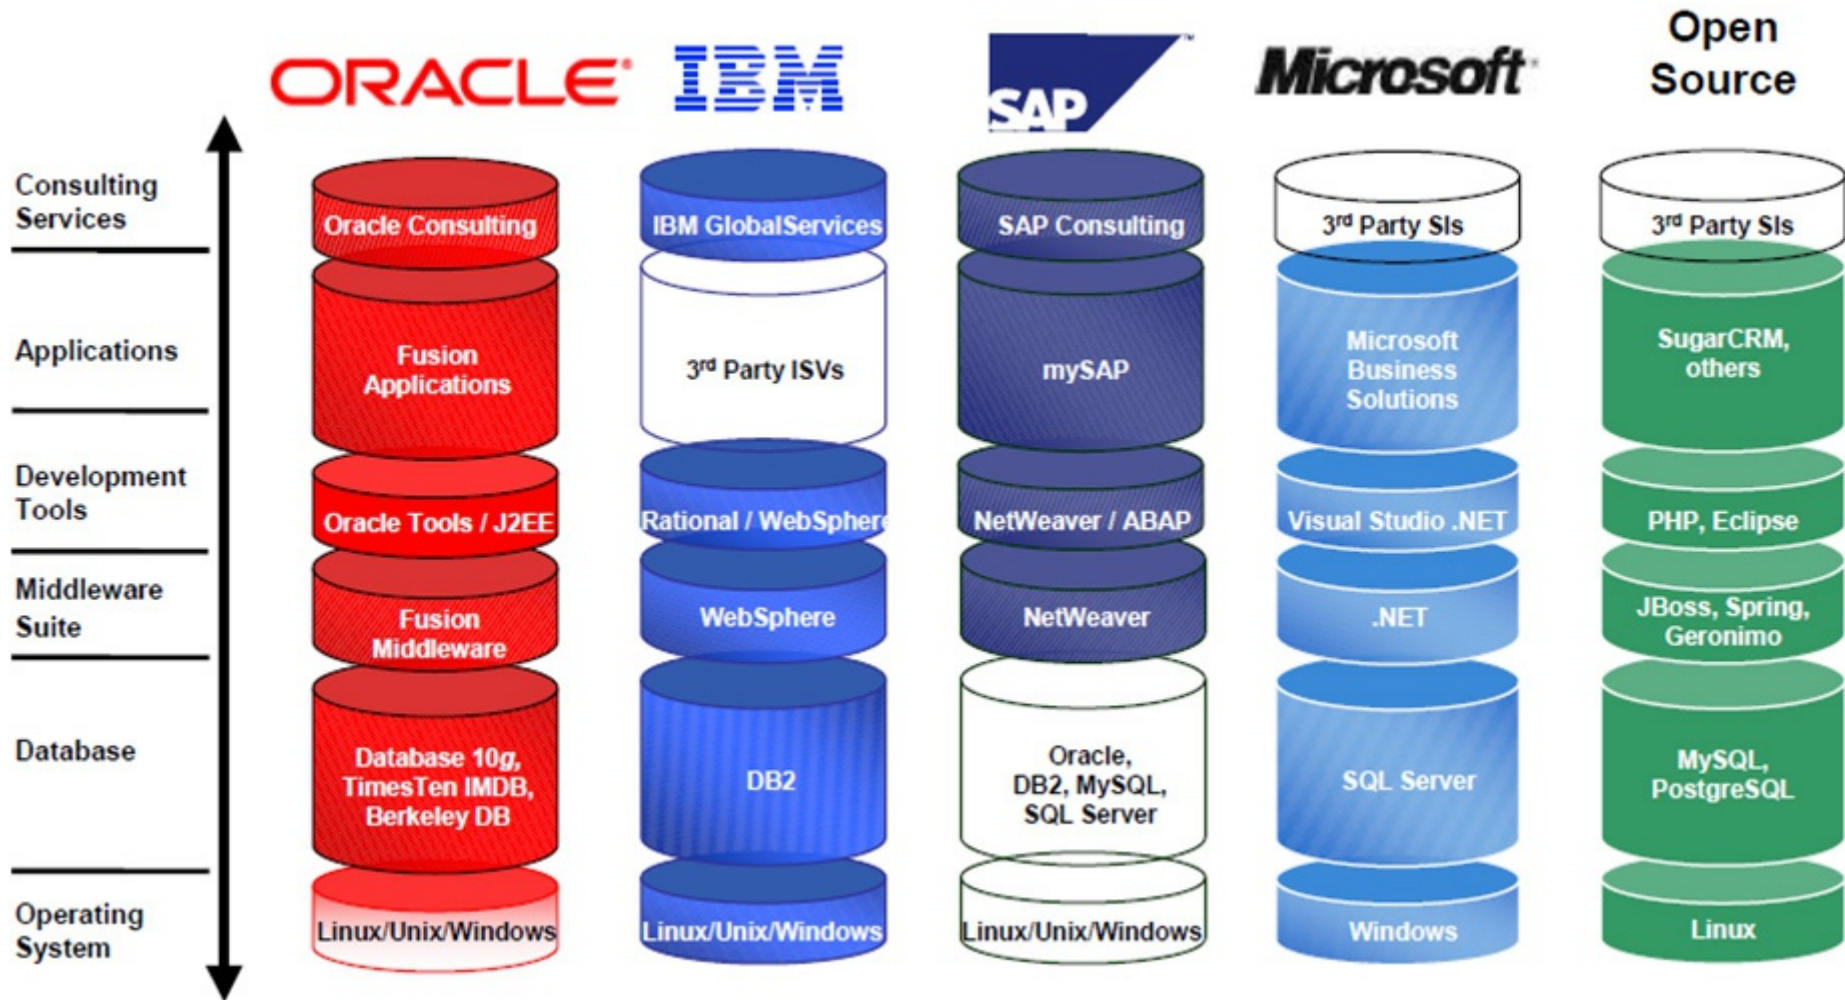 ORACLE®
IBM
SAP™
Microsoft
Open
Source
Consulting
Services
Oracle Consulting
IBM GlobalServices
SAP Consulting
3rd Party SIs
3rd Party SIs
Applications
Fusion
Applications
3rd Party ISVs
mySAP
Microsoft
Business
Solutions
SugarCRM,
others
Development
Tools
Oracle Tools / J2EE
Rational / WebSphere
NetWeaver / ABAP
Visual Studio .NET
PHP, Eclipse
Middleware
Suite
Fusion
Middleware
WebSphere
NetWeaver
.NET
JBoss, Spring,
Geronimo
Database
Database 10g,
TimesTen IMDB,
Berkeley DB
DB2
Oracle,
DB2, MySQL,
SQL Server
SQL Server
MySQL,
PostgreSQL
Operating
System
Linux/Unix/Windows
Linux/Unix/Windows
Linux/Unix/Windows
Windows
Linux